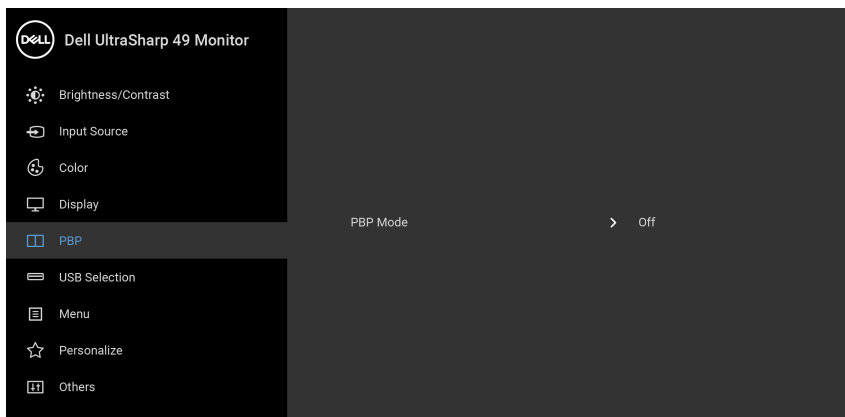 DELL Dell UltraSharp 49 Monitor
Brightness/Contrast
Input Source
Color
Display
PBP
PBP Mode Off
USB Selection
Menu
Personalize
Others